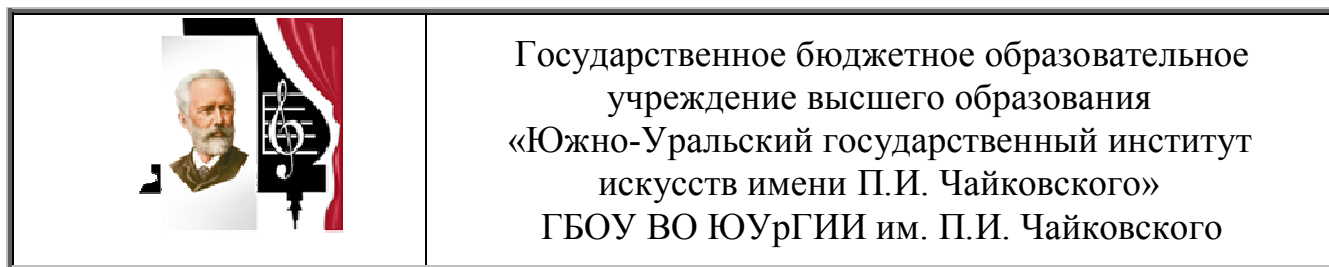 Государственное бюджетное образовательное
учреждение высшего образования
«Южно-Уральский государственный институт
искусств имени П.И. Чайковского»
ГБОУ ВО ЮУрГИИ им. П.И. Чайковского